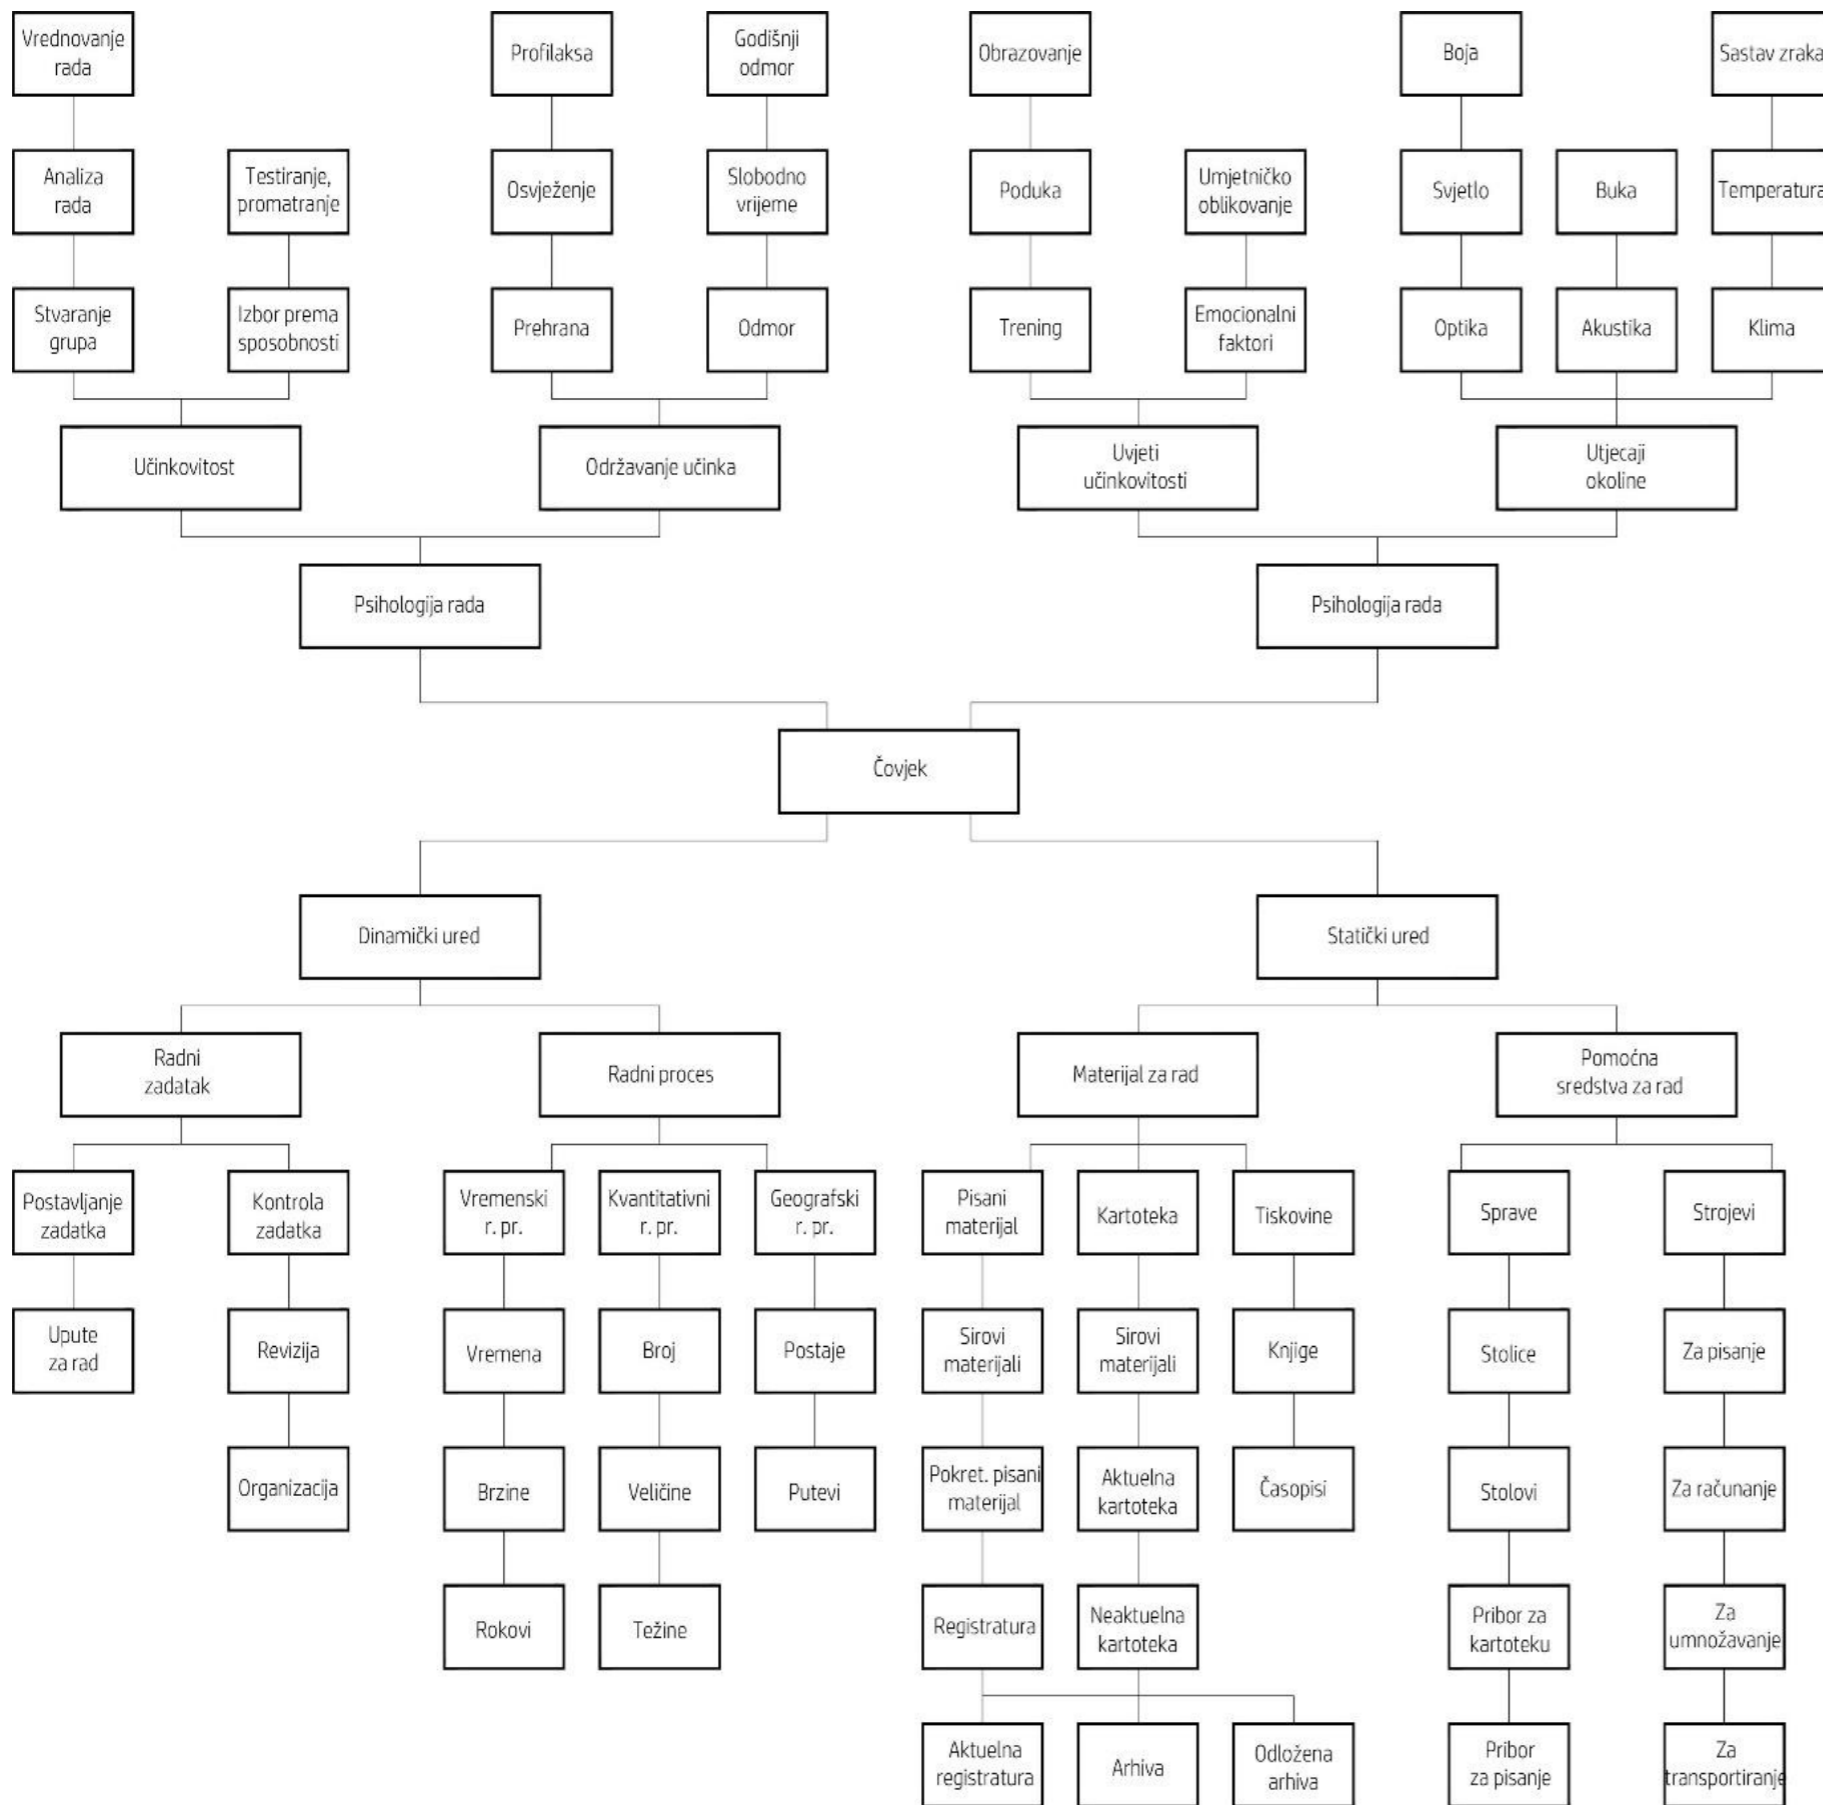 Vrednovanje
rada
Profilaksa
Godišnji
odmor
Obrazovanje
Boja
Sastav zraka
Analiza
rada
Testiranje,
promatranje
Osvježenje
Slobodno
vrijeme
Poduka
Umjetničko
oblikovanje
Svjetlo
Buka
Temperatura
Stvaranje
grupa
Izbor prema
sposobnosti
Prehrana
Odmor
Trening
Emocionalni
faktori
Optika
Akustika
Klima
Učinkovitost
Održavanje učinka
Uvjeti
učinkovitosti
Utjecaji
okoline
Psihologija rada
Psihologija rada
Čovjek
Dinamički ured
Statički ured
Radni
zadatak
Radni proces
Materijal za rad
Pomoćna
sredstva za rad
Postavljanje
zadatka
Kontrola
zadatka
Vremenski
r. pr.
Kvantitativni
r. pr.
Geografski
r. pr.
Pisani
materijal
Kartoteka
Tiskovine
Sprave
Strojevi
Upute
za rad
Revizija
Vremena
Broj
Postaje
Sirovi
materijali
Sirovi
materijali
Knjige
Stolice
Za pisanje
Organizacija
Brzine
Veličine
Putevi
Pokret. pisani
materijal
Aktuelna
kartoteka
Časopisi
Stolovi
Za računanje
Rokovi
Težine
Registratura
Neaktuelna
kartoteka
Pribor za
kartoteku
Za
umnožavanje
Aktuelna
registratura
Arhiva
Odložena
arhiva
Pribor
za pisanje
Za
transportiranje